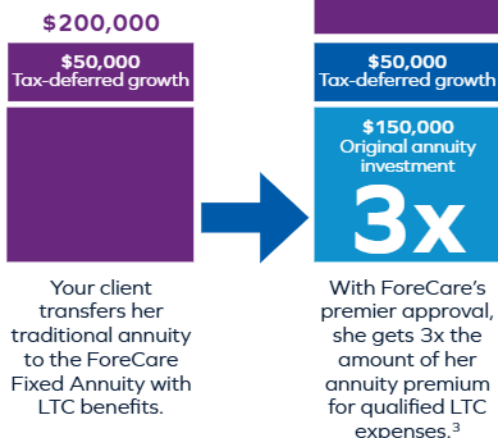 $200,000
$50,000
Tax-deferred growth
Your client
transfers her
traditional annuity
to the ForeCare
Fixed Annuity with
LTC benefits.
$50,000
Tax-deferred growth
$150,000
Original annuity
investment
3x
With ForeCare's
premier approval,
she gets 3x the
amount of her
annuity premium
for qualified LTC
expenses.³